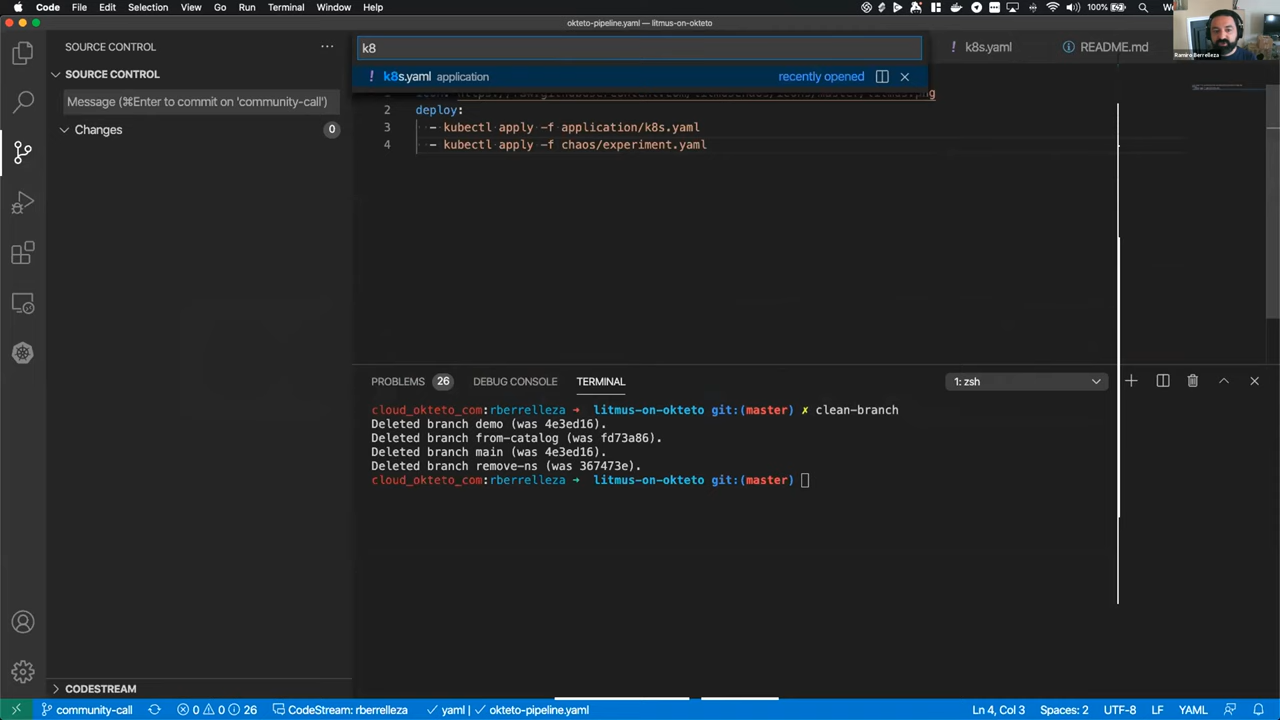 Code File Edit Selection View Go Run Terminal Window Help 100%
okteto-pipeline.yaml — litmus-on-okteto
Ramiro Berrelleza
SOURCE CONTROL ···
k8
k8s.yaml
README.md
k8s.yaml application recently opened
SOURCE CONTROL
Message (⌘Enter to commit on 'community-call')
Changes 0
2 deploy:
3 - kubectl apply -f application/k8s.yaml
4 - kubectl apply -f chaos/experiment.yaml
PROBLEMS 26 DEBUG CONSOLE TERMINAL 1: zsh
cloud_okteto_com:rberrelleza ➜ litmus-on-okteto git:(master) ✗ clean-branch
Deleted branch demo (was 4e3ed16).
Deleted branch from-catalog (was fd73a86).
Deleted branch main (was 4e3ed16).
Deleted branch remove-ns (was 367473e).
cloud_okteto_com:rberrelleza ➜ litmus-on-okteto git:(master)
CODESTREAM
community-call 0 0 26 CodeStream: rberrelleza yaml | okteto-pipeline.yaml Ln 4, Col 3 Spaces: 2 UTF-8 LF YAML